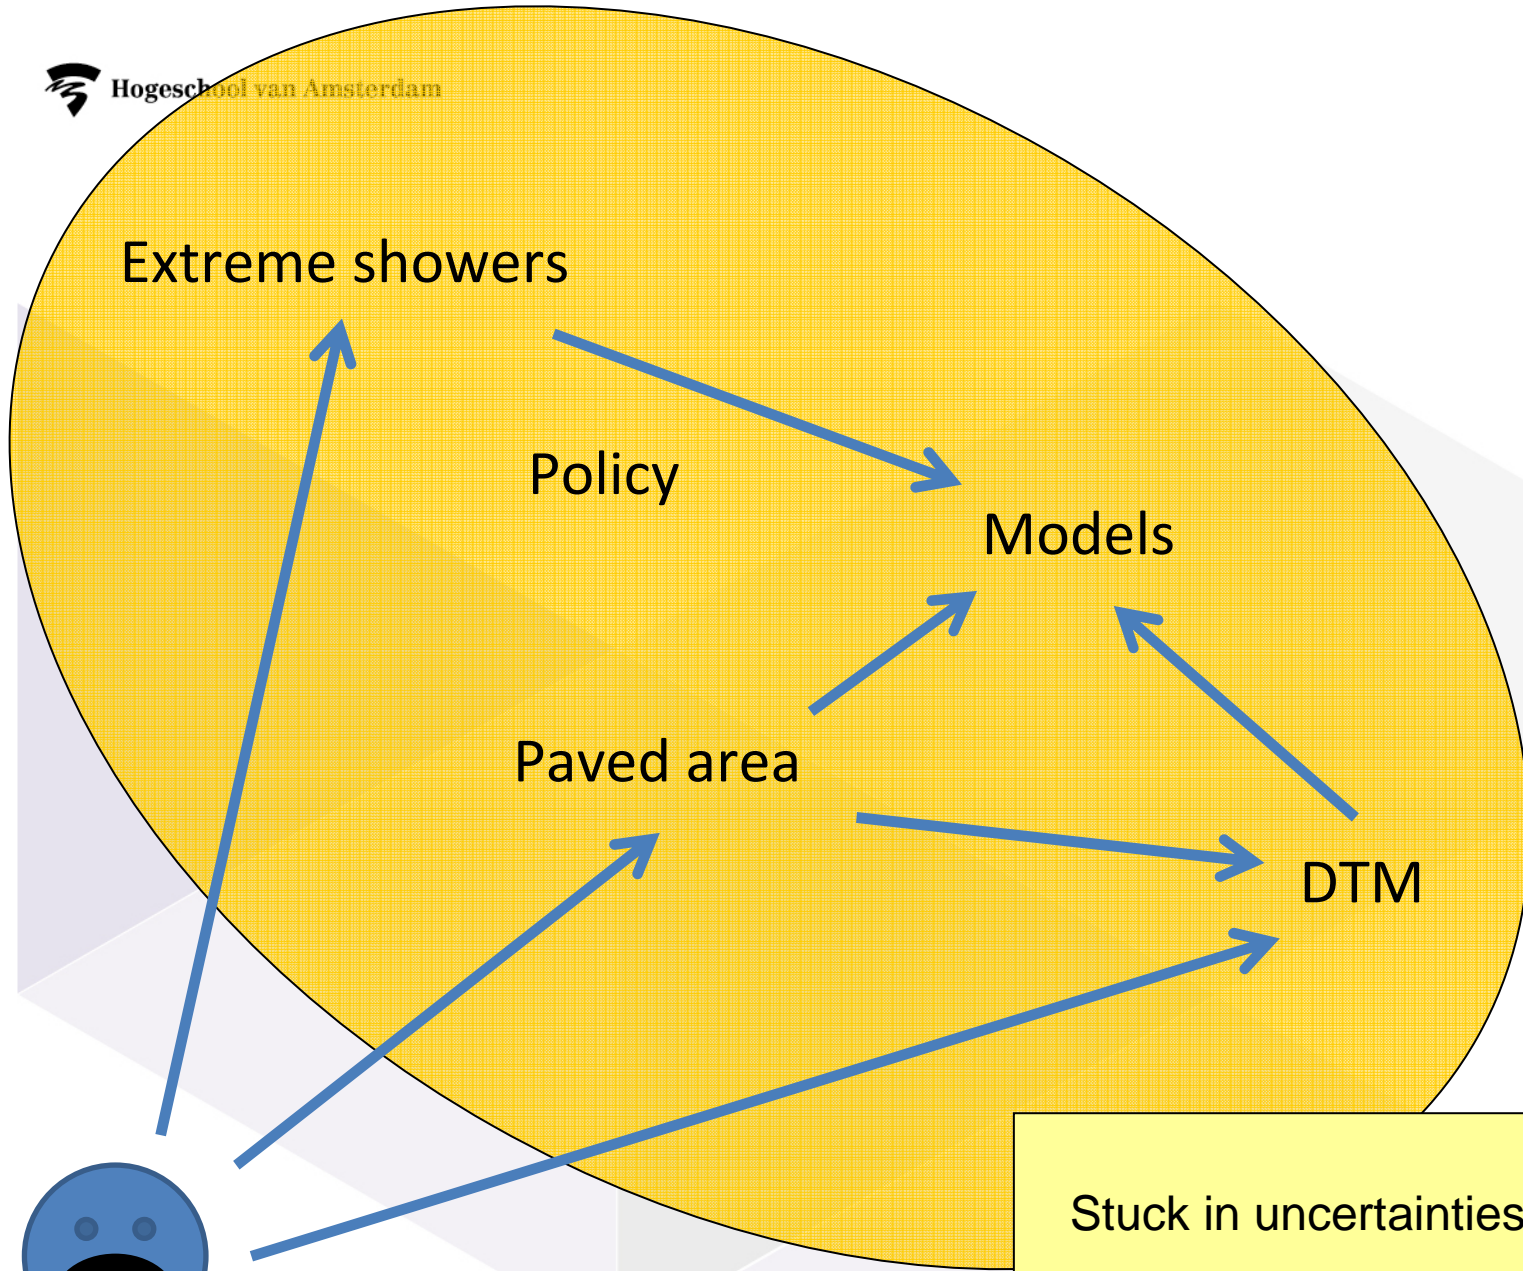 Hogeschool van Amsterdam
Extreme showers
Policy
Models
Paved area
DTM
Stuck in uncertainties